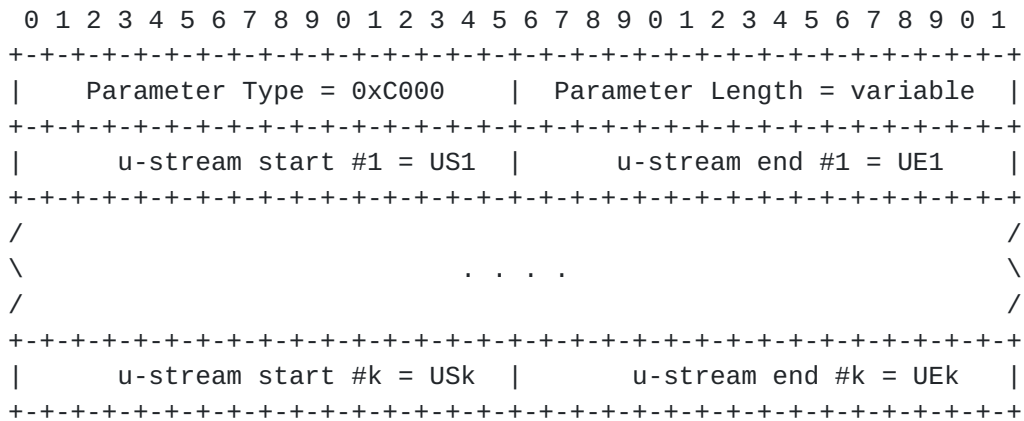 0 1 2 3 4 5 6 7 8 9 0 1 2 3 4 5 6 7 8 9 0 1 2 3 4 5 6 7 8 9 0 1
+-+-+-+-+-+-+-+-+-+-+-+-+-+-+-+-+-+-+-+-+-+-+-+-+-+-+-+-+-+-+-+-+
|    Parameter Type = 0xC000    |  Parameter Length = variable  |
+-+-+-+-+-+-+-+-+-+-+-+-+-+-+-+-+-+-+-+-+-+-+-+-+-+-+-+-+-+-+-+-+
|      u-stream start #1 = US1  |      u-stream end #1 = UE1    |
+-+-+-+-+-+-+-+-+-+-+-+-+-+-+-+-+-+-+-+-+-+-+-+-+-+-+-+-+-+-+-+-+
/                                                               /
\                            . . . .                            \
/                                                               /
+-+-+-+-+-+-+-+-+-+-+-+-+-+-+-+-+-+-+-+-+-+-+-+-+-+-+-+-+-+-+-+-+
|      u-stream start #k = USk  |       u-stream end #k = UEk   |
+-+-+-+-+-+-+-+-+-+-+-+-+-+-+-+-+-+-+-+-+-+-+-+-+-+-+-+-+-+-+-+-+